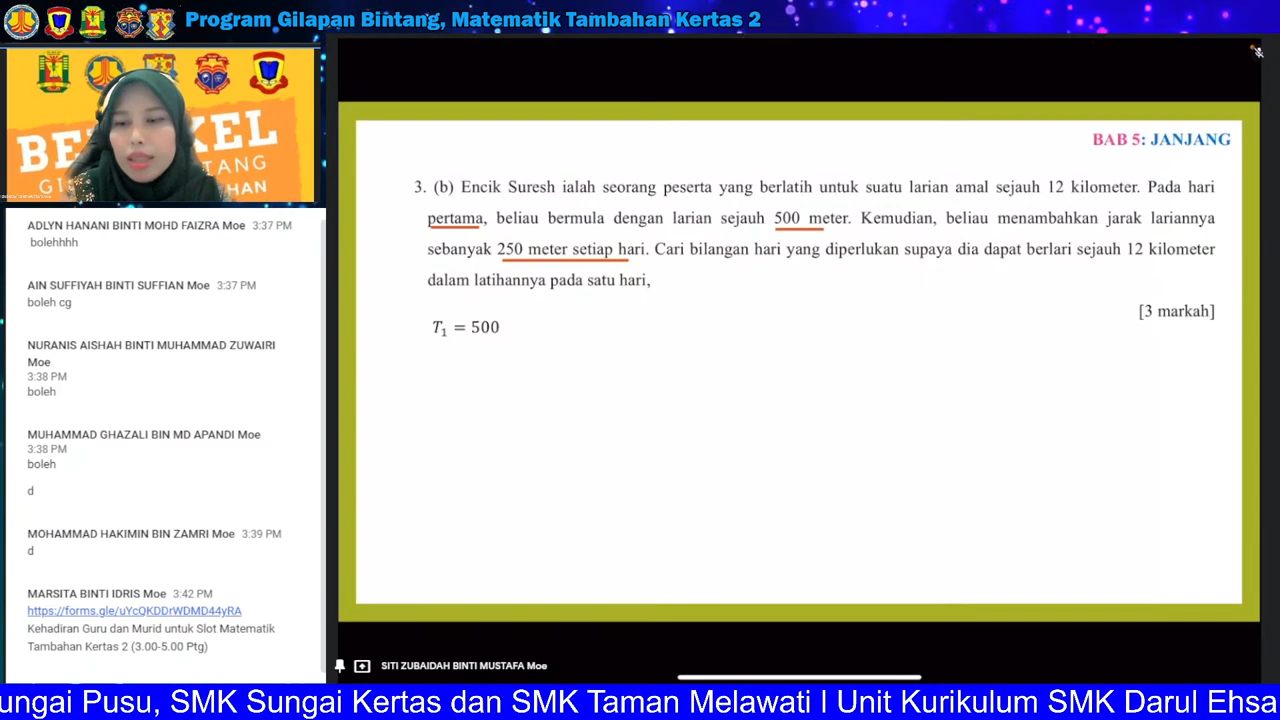 Program Gilapan Bintang, Matematik Tambahan Kertas 2
ADLYN HANANI BINTI MOHD FAIZRA Moe 3:37 PM
bolehhhh
AIN SUFFIYAH BINTI SUFFIAN Moe 3:37 PM
boleh cg
NURANIS AISHAH BINTI MUHAMMAD ZUWAIRI
Moe
3:38 PM
boleh
MUHAMMAD GHAZALI BIN MD APANDI Moe
3:38 PM
boleh
d
MOHAMMAD HAKIMIN BIN ZAMRI Moe 3:39 PM
d
MARSITA BINTI IDRIS Moe 3:42 PM
https://forms.gle/uYcQKDDrWDMD44yRA
Kehadiran Guru dan Murid untuk Slot Matematik
Tambahan Kertas 2 (3.00-5.00 Ptg)
BAB 5: JANJANG
3. (b) Encik Suresh ialah seorang peserta yang berlatih untuk suatu larian amal sejauh 12 kilometer. Pada hari
pertama, beliau bermula dengan larian sejauh 500 meter. Kemudian, beliau menambahkan jarak lariannya
sebanyak 250 meter setiap hari. Cari bilangan hari yang diperlukan supaya dia dapat berlari sejauh 12 kilometer
dalam latihannya pada satu hari,
[3 markah]
T₁ = 500
SITI ZUBAIDAH BINTI MUSTAFA Moe
ungai Pusu, SMK Sungai Kertas dan SMK Taman Melawati l Unit Kurikulum SMK Darul Ehsa